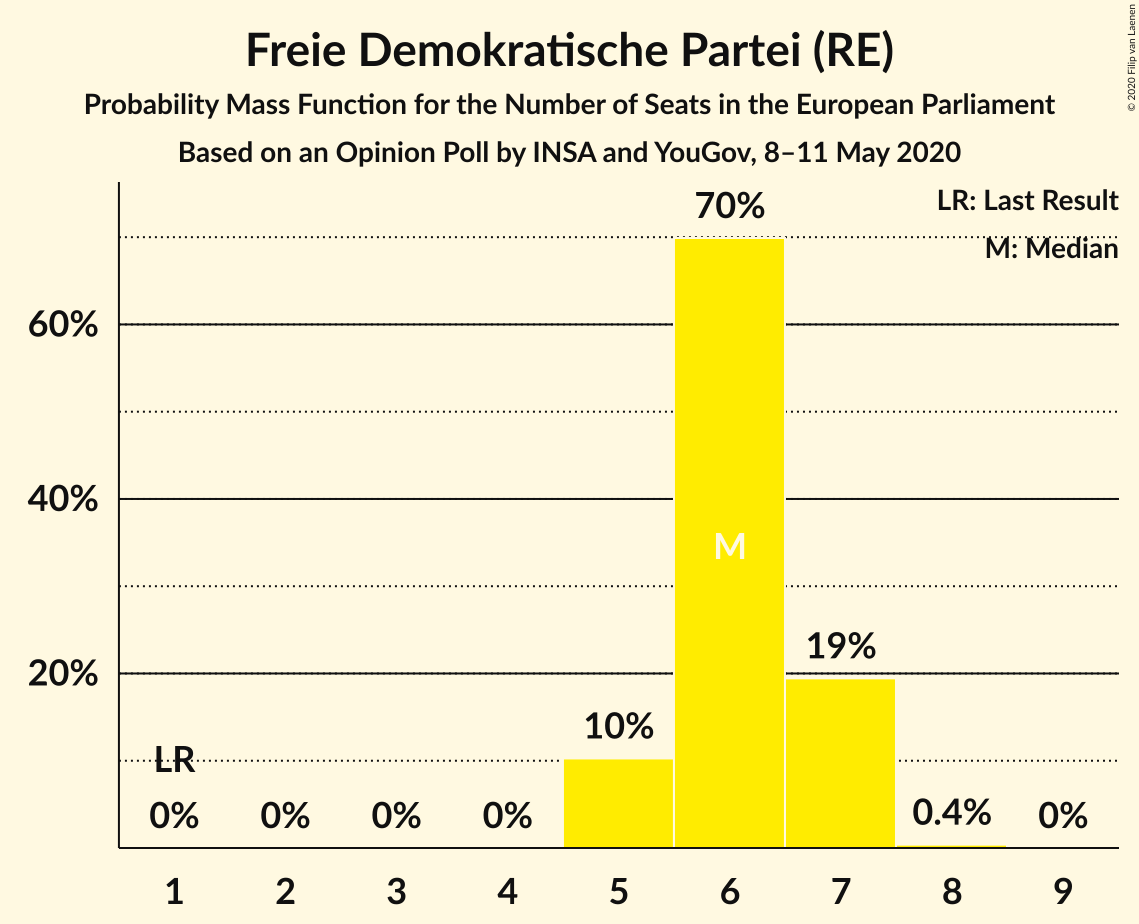 Freie Demokratische Partei (RE)
Probability Mass Function for the Number of Seats in the European Parliament
Based on an Opinion Poll by INSA and YouGov, 8–11 May 2020
© 2020 Filip van Laenen
LR: Last Result
M: Median
70%
60%
40%
M
19%
20%
10%
LR
0%
0%
0%
0%
0.4%
0%
1 2 3 4 5 6 7 8 9